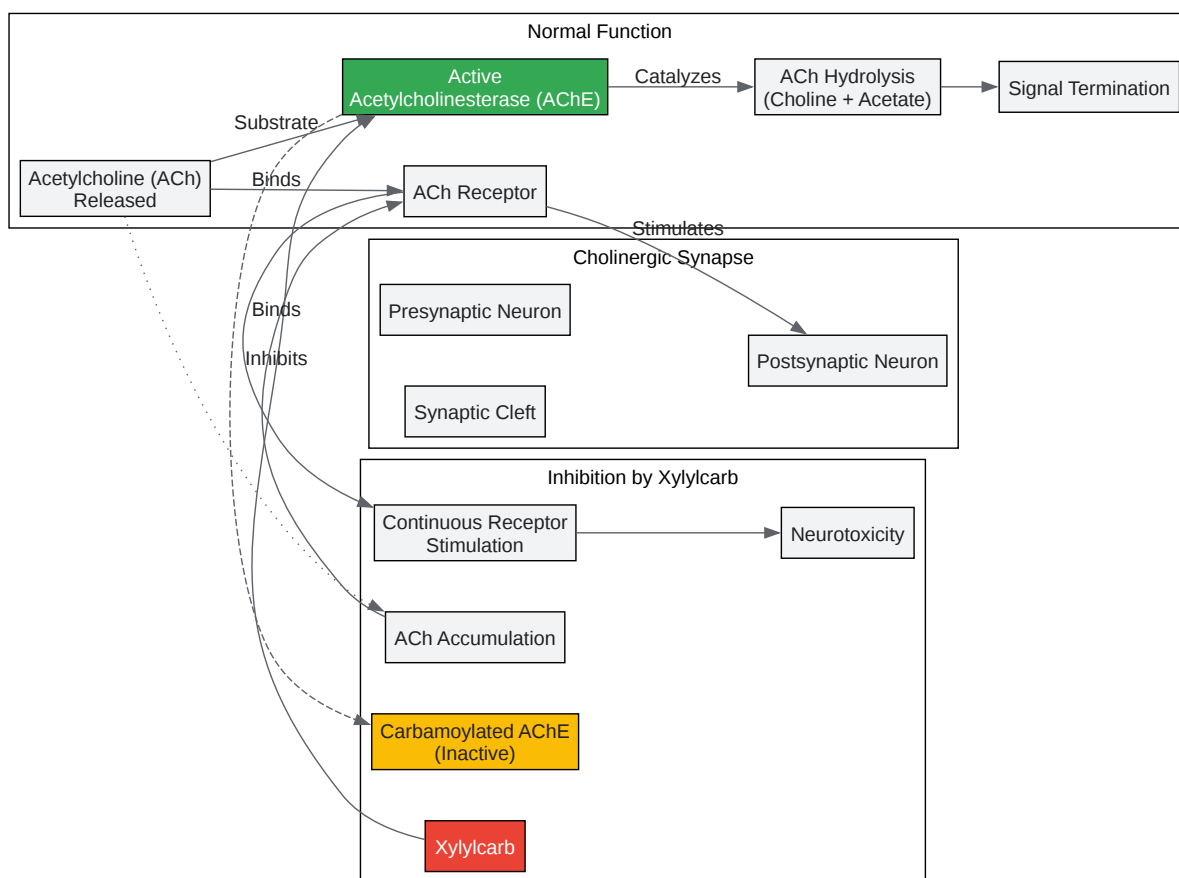 Normal Function
Active
Acetylcholinesterase (AChE)
Catalyzes
ACh Hydrolysis
(Choline + Acetate)
Signal Termination
Substrate
Acetylcholine (ACh)
Released
Binds
ACh Receptor
Stimulates
Cholinergic Synapse
Presynaptic Neuron
Binds
Inhibits
Postsynaptic Neuron
Synaptic Cleft
Inhibition by Xylylcarb
Continuous Receptor
Stimulation
Neurotoxicity
ACh Accumulation
Carbamoylated AChE
(Inactive)
Xylylcarb